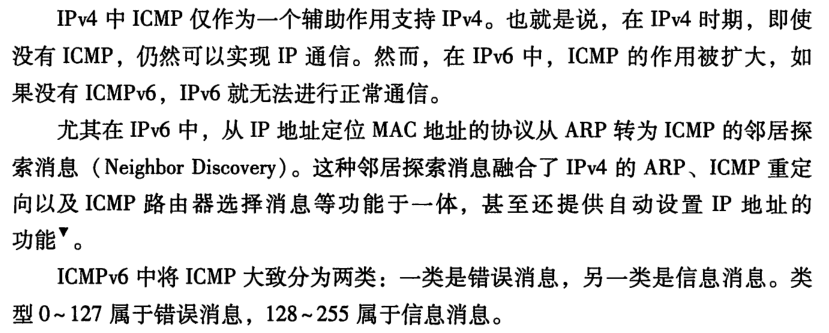 IPv4 中 ICMP 仅作为一个辅助作用支持 IPv4。也就是说，在 IPv4 时期，即使
没有 ICMP，仍然可以实现 IP 通信。然而，在 IPv6 中，ICMP 的作用被扩大，如
果没有 ICMPv6，IPv6 就无法进行正常通信。
尤其在 IPv6 中，从 IP 地址定位 MAC 地址的协议从 ARP 转为 ICMP 的邻居探
索消息（Neighbor Discovery）。这种邻居探索消息融合了 IPv4 的 ARP、ICMP 重定
向以及 ICMP 路由器选择消息等功能于一体，甚至还提供自动设置 IP 地址的
功能▼。
ICMPv6 中将 ICMP 大致分为两类：一类是错误消息，另一类是信息消息。类
型 0~127 属于错误消息，128~255 属于信息消息。